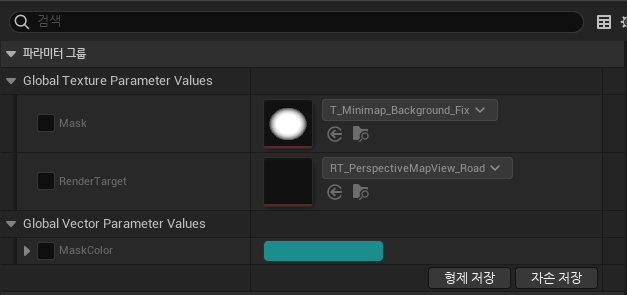 검색
파라미터 그룹
Global Texture Parameter Values
Mask
T_Minimap_Background_Fix
RenderTarget
RT_PerspectiveMapView_Road
Global Vector Parameter Values
MaskColor
형제 저장 자손 저장